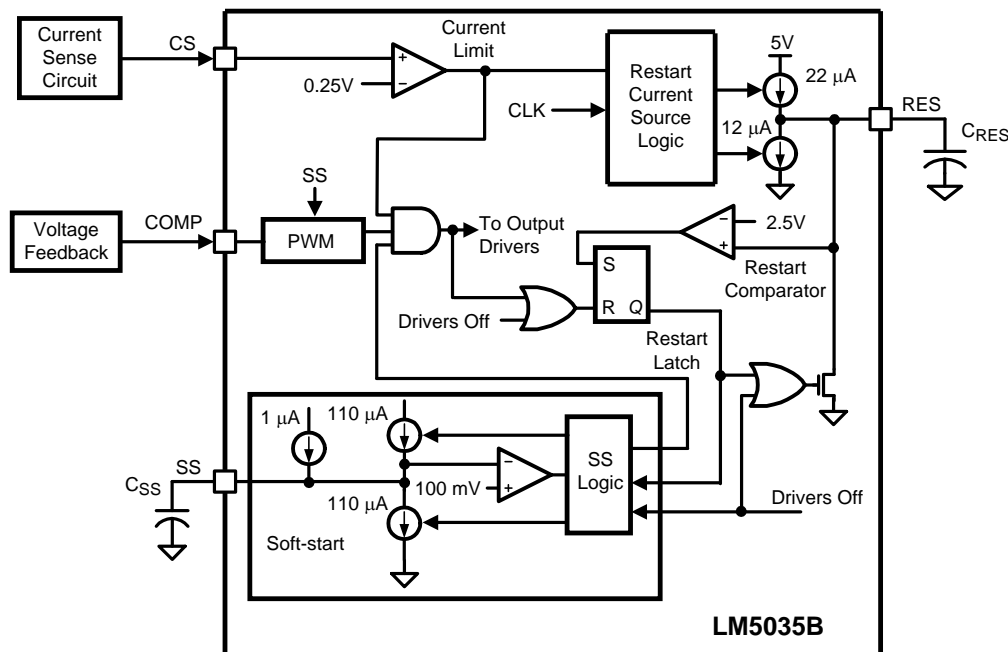 Current
Sense
Circuit
CS
0.25V
+
−
Current
Limit
CLK
Restart
Current
Source
Logic
5V
22 µA
12 µA
RES
CRES
Voltage
Feedback
COMP
SS
PWM
To Output
Drivers
−
+
2.5V
Restart
Comparator
Drivers Off
S
R Q
Restart
Latch
1 µA
110 µA
110 µA
SS
CSS
−
+
100 mV
SS
Logic
Soft-start
Drivers Off
LM5035B